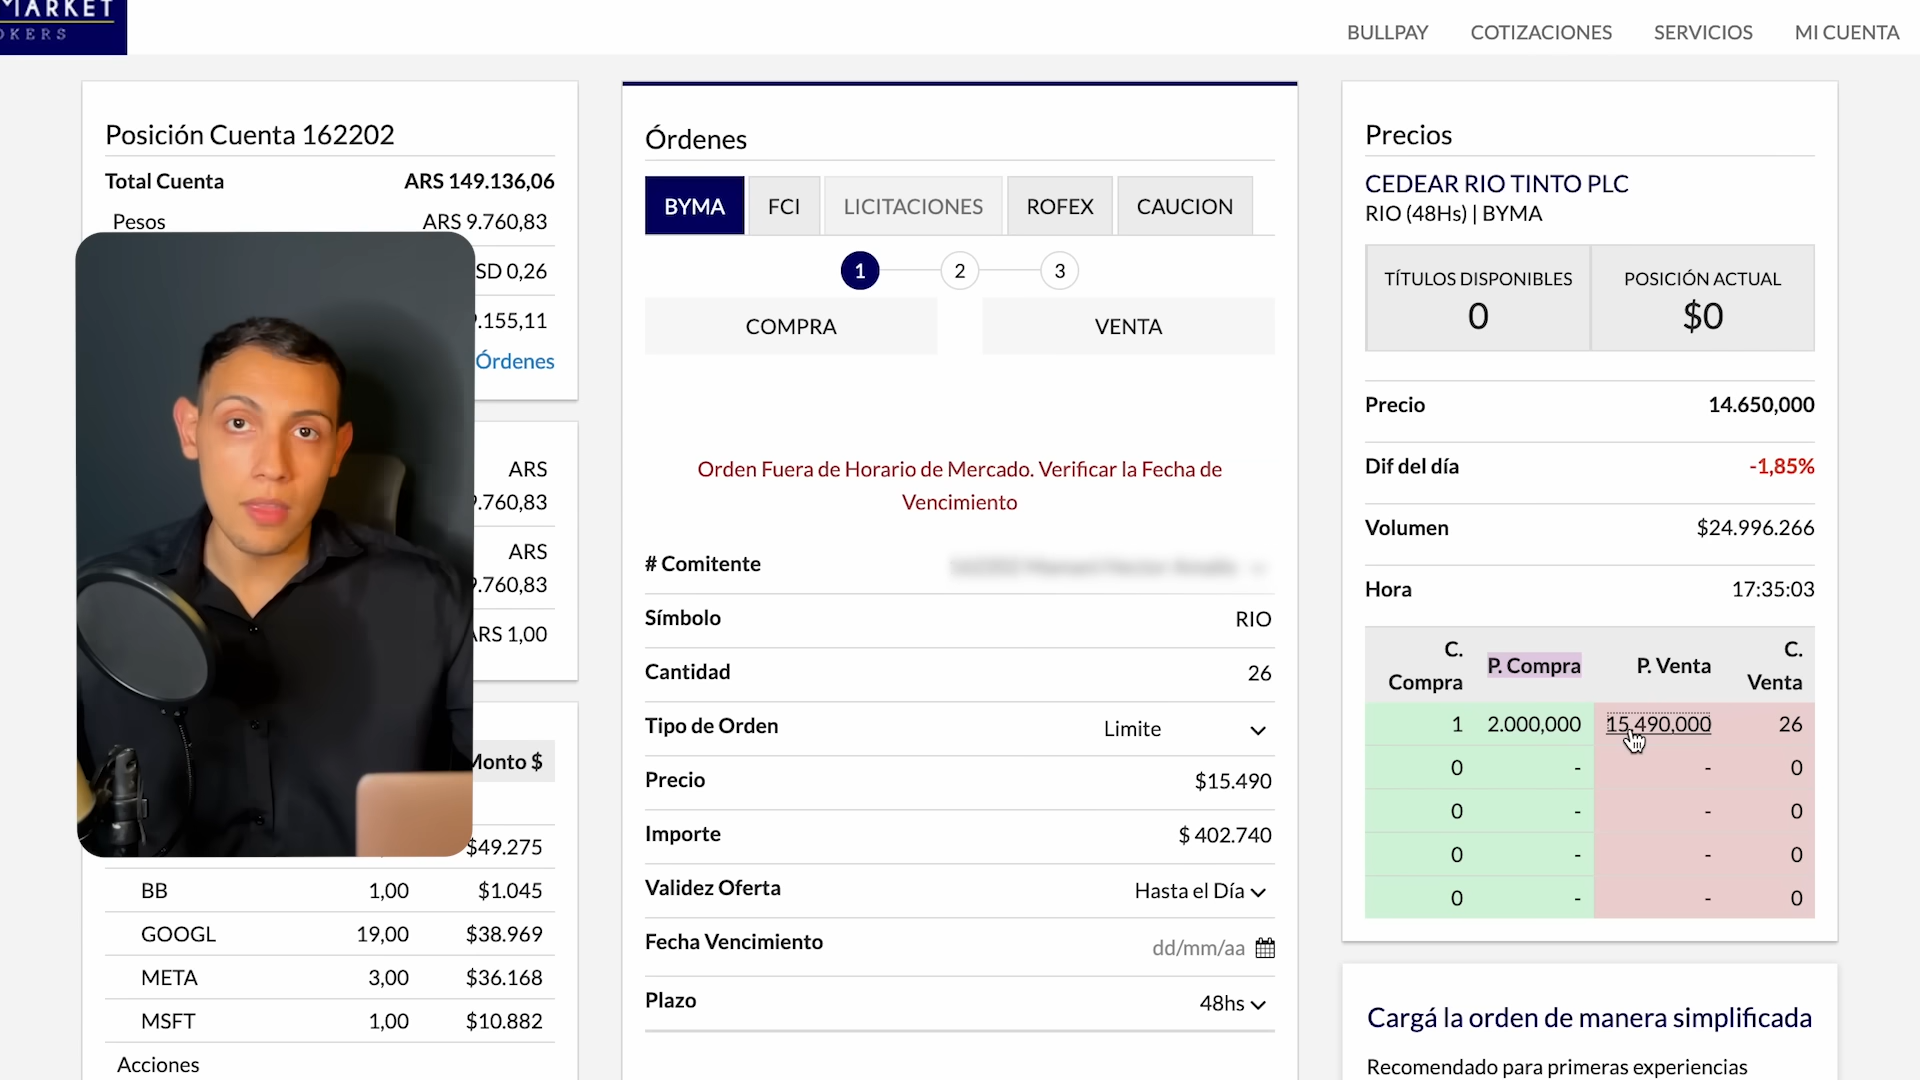 MARKET
OKERS
BULLPAY
COTIZACIONES
SERVICIOS
MI CUENTA
Posición Cuenta 162202
Total Cuenta ARS 149.136,06
Pesos ARS 9.760,83
SD 0,26
.155,11
Órdenes
ARS
9.760,83
ARS
9.760,83
ARS 1,00
Monto $
$49.275
BB 1,00 $1.045
GOOGL 19,00 $38.969
META 3,00 $36.168
MSFT 1,00 $10.882
Acciones
Órdenes
BYMA FCI LICITACIONES ROFEX CAUCION
1 2 3
COMPRA VENTA
Orden Fuera de Horario de Mercado. Verificar la Fecha de
Vencimiento
# Comitente
Símbolo RIO
Cantidad 26
Tipo de Orden Limite
Precio $15.490
Importe $ 402.740
Validez Oferta Hasta el Día
Fecha Vencimiento dd/mm/aa
Plazo 48hs
Precios
CEDEAR RIO TINTO PLC
RIO (48Hs) | BYMA
TÍTULOS DISPONIBLES POSICIÓN ACTUAL
0 $0
Precio 14.650,000
Dif del día -1,85%
Volumen $24.996.266
Hora 17:35:03
C. Compra P. Compra P. Venta C. Venta
1 2.000,000 15.490,000 26
0 - - 0
0 - - 0
0 - - 0
0 - - 0
Cargá la orden de manera simplificada
Recomendado para primeras experiencias